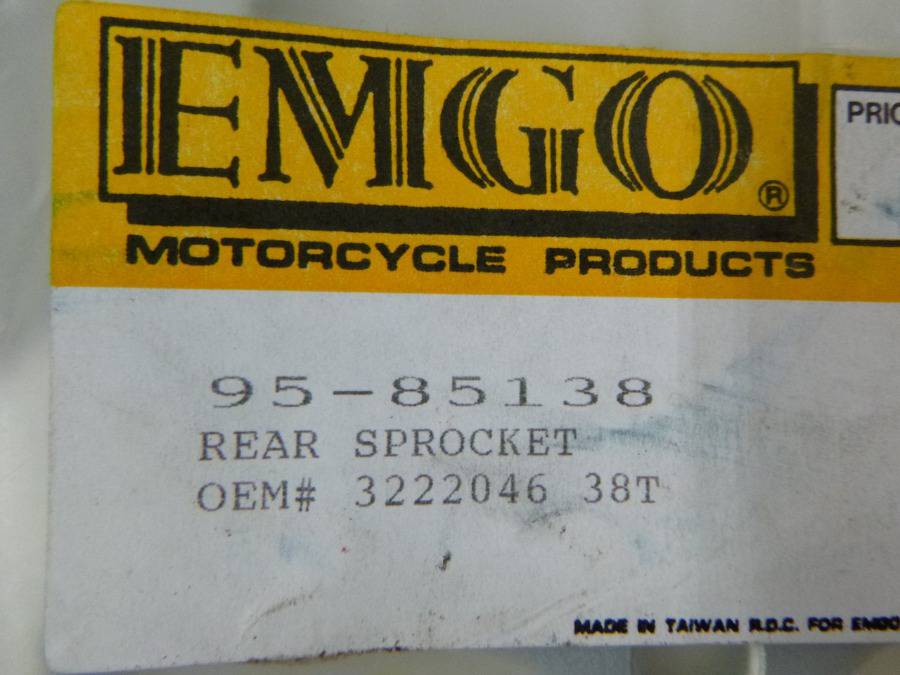 EMGO®
PRIC
MOTORCYCLE PRODUCTS
95-85138
REAR SPROCKET
OEM# 3222046 38T
MADE IN TAIWAN R.O.C. FOR EMGO